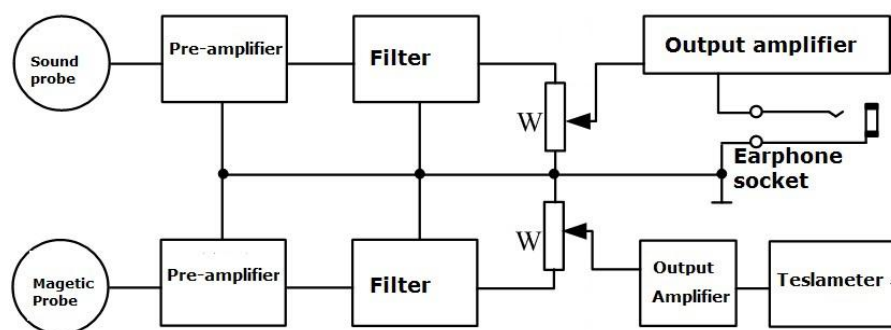 Sound
probe
Pre-amplifier
Filter
W
Output amplifier
Earphone
socket
Magetic
Probe
Pre-amplifier
Filter
W
Output
Amplifier
Teslameter